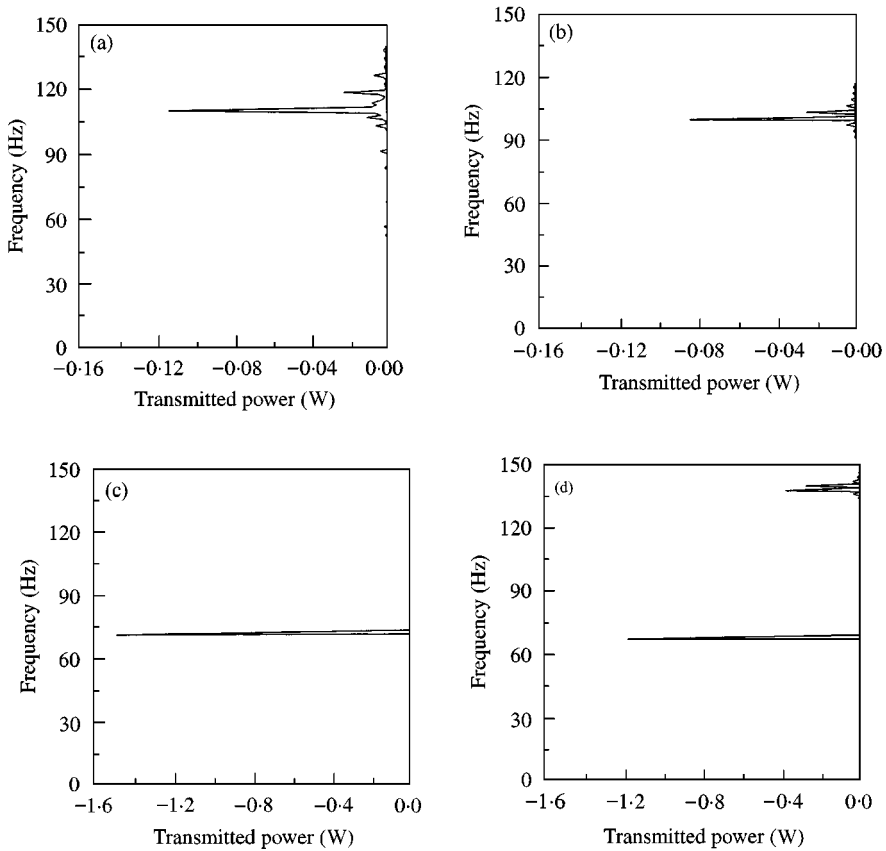 (a)
150
120
90
60
30
0
Frequency (Hz)
−0·16 −0·12 −0·08 −0·04 0·00
Transmitted power (W)
(b)
150
120
90
60
30
0
Frequency (Hz)
−0·16 −0·12 −0·08 −0·04 −0·00
Transmitted power (W)
(c)
150
120
90
60
30
0
Frequency (Hz)
−1·6 −1·2 −0·8 −0·4 0·0
Transmitted power (W)
(d)
150
120
90
60
30
0
Frequency (Hz)
−1·6 −1·2 −0·8 −0·4 0·0
Transmitted power (W)